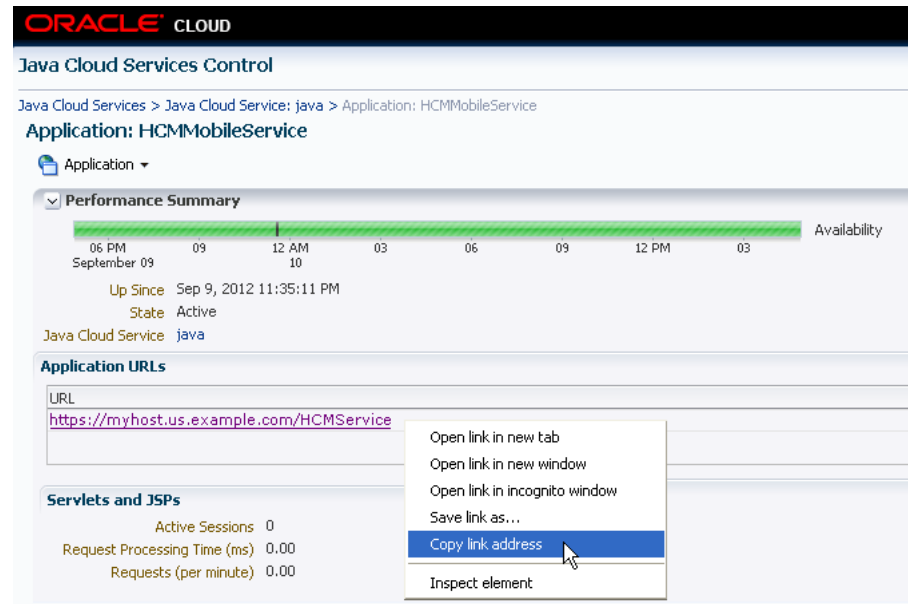 ORACLE CLOUD
Java Cloud Services Control
Java Cloud Services > Java Cloud Service: java > Application: HCMMobileService
Application: HCMMobileService
Application
Performance Summary
Availability
06 PM 09 12 AM 03 06 09 12 PM 03
September 09 10
Up Since Sep 9, 2012 11:35:11 PM
State Active
Java Cloud Service java
Application URLs
URL
https://myhost.us.example.com/HCMService
Open link in new tab
Open link in new window
Open link in incognito window
Save link as...
Copy link address
Inspect element
Servlets and JSPs
Active Sessions 0
Request Processing Time (ms) 0.00
Requests (per minute) 0.00